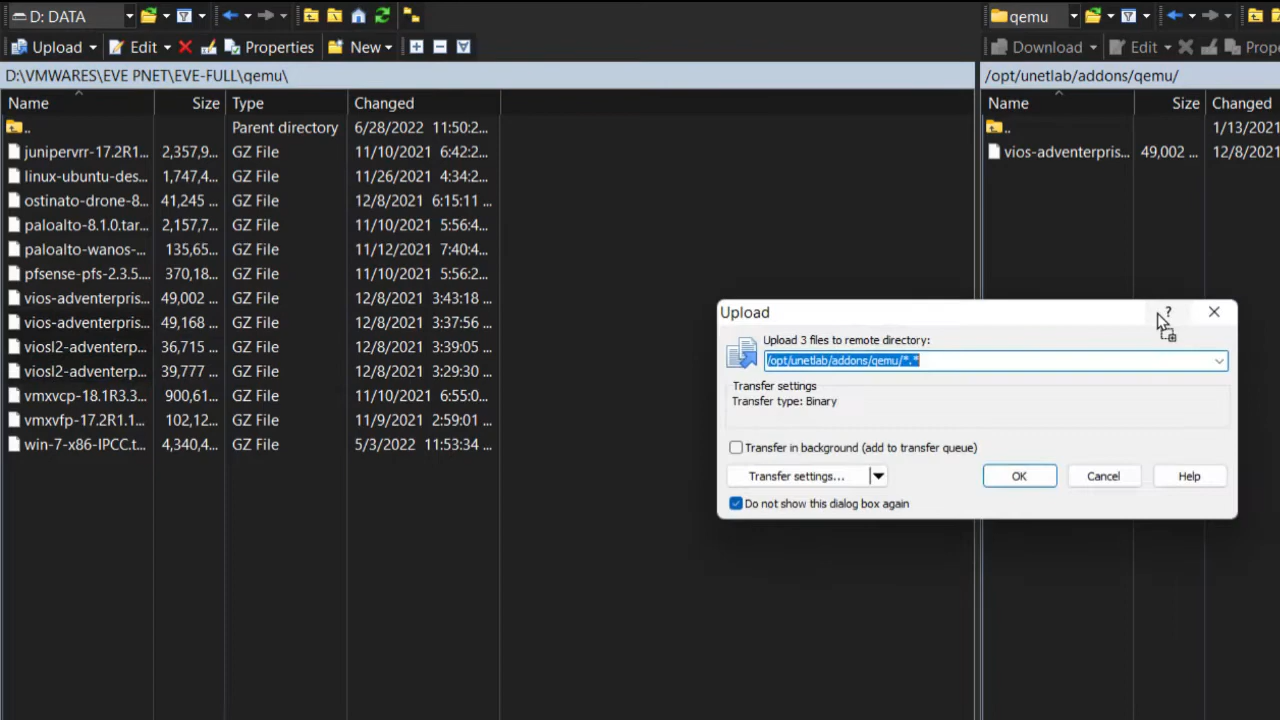 D: DATA
qemu
Upload Edit Properties New
Download Edit Prope
D:\VMWARES\EVE PNET\EVE-FULL\qemu\
/opt/unetlab/addons/qemu/
Name Size Type Changed
Name Size Changed
.. Parent directory 6/28/2022 11:50:2...
.. 1/13/2021
junipervrr-17.2R1... 2,357,9... GZ File 11/10/2021 6:42:2...
vios-adventerpris... 49,002 ... 12/8/2021
linux-ubuntu-des... 1,747,4... GZ File 11/26/2021 4:34:2...
ostinato-drone-8... 41,245 ... GZ File 12/8/2021 6:15:11 ...
paloalto-8.1.0.tar... 2,157,7... GZ File 11/10/2021 5:56:4...
paloalto-wanos-... 135,65... GZ File 11/12/2021 7:40:4...
pfsense-pfs-2.3.5.... 370,18... GZ File 11/10/2021 5:56:2...
vios-adventerpris... 49,002 ... GZ File 12/8/2021 3:43:18 ...
vios-adventerpris... 49,168 ... GZ File 12/8/2021 3:37:56 ...
viosl2-adventerp... 36,715 ... GZ File 12/8/2021 3:39:05 ...
viosl2-adventerp... 39,777 ... GZ File 12/8/2021 3:29:30 ...
vmxvcp-18.1R3.3... 900,61... GZ File 11/10/2021 6:55:0...
vmxvfp-17.2R1.1... 102,12... GZ File 11/9/2021 2:59:01 ...
win-7-x86-IPCC.t... 4,340,4... GZ File 5/3/2022 11:53:34 ...
Upload ?
Upload 3 files to remote directory:
/opt/unetlab/addons/qemu/*.*
Transfer settings
Transfer type: Binary
Transfer in background (add to transfer queue)
Transfer settings... OK Cancel Help
Do not show this dialog box again